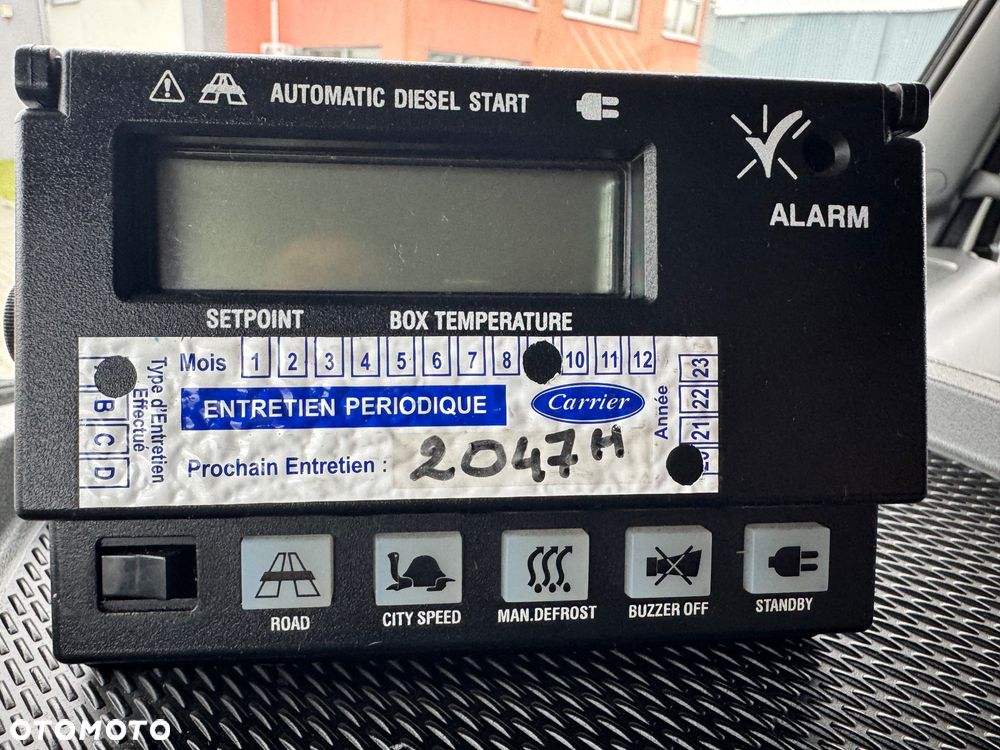 AUTOMATIC DIESEL START
ALARM
SETPOINT BOX TEMPERATURE
Mois 1 2 3 4 5 6 7 8 10 11 12
Type d'Entretien
Effectué
B
C
D
ENTRETIEN PERIODIQUE
Carrier
Année
21 22 23
Prochain Entretien : 2047H
ROAD
CITY SPEED
MAN.DEFROST
BUZZER OFF
STANDBY
OTOMOTO